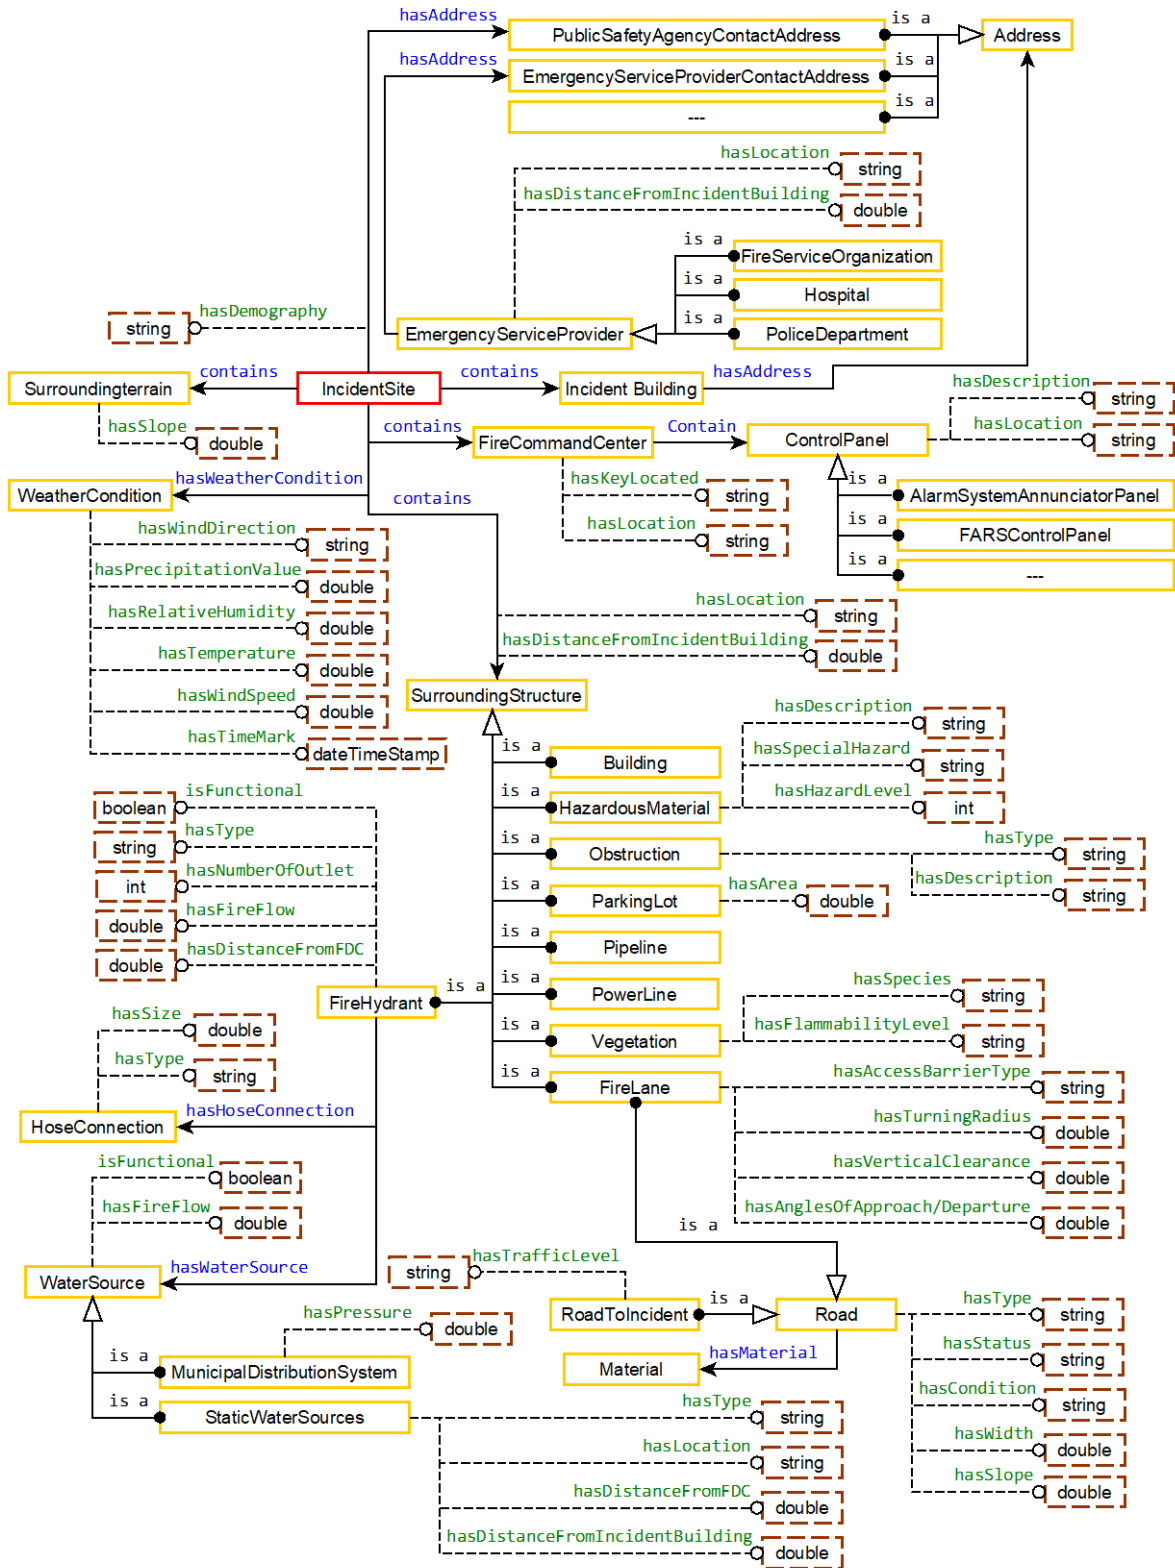 hasAddress
PublicSafetyAgencyContactAddress
is a
Address
hasAddress
EmergencyServiceProviderContactAddress
is a
---
is a
hasLocation
string
hasDistanceFromIncidentBuilding
double
is a
FireServiceOrganization
is a
Hospital
hasDemography
string
EmergencyServiceProvider
is a
PoliceDepartment
Surroundingterrain
contains
IncidentSite
contains
Incident Building
hasAddress
hasDescription
string
hasSlope
double
contains
FireCommandCenter
Contain
ControlPanel
hasLocation
string
WeatherCondition
hasWeatherCondition
contains
hasKeyLocated
string
is a
AlarmSystemAnnunciatorPanel
hasWindDirection
string
hasLocation
string
is a
FARSControlPanel
hasPrecipitationValue
double
is a
---
hasRelativeHumidity
double
hasLocation
string
hasTemperature
double
hasDistanceFromIncidentBuilding
double
hasWindSpeed
double
SurroundingStructure
hasTimeMark
dateTimeStamp
hasDescription
string
is a
Building
hasSpecialHazard
string
isFunctional
boolean
is a
HazardousMaterial
hasHazardLevel
int
hasType
string
is a
Obstruction
hasType
string
hasNumberOfOutlet
int
is a
ParkingLot
hasArea
double
hasDescription
string
hasFireFlow
double
hasDistanceFromFDC
double
is a
Pipeline
FireHydrant
is a
is a
PowerLine
hasSpecies
string
hasSize
double
is a
Vegetation
hasFlammabilityLevel
string
hasType
string
is a
FireLane
hasAccessBarrierType
string
HoseConnection
hasHoseConnection
hasTurningRadius
double
isFunctional
boolean
hasVerticalClearance
double
hasFireFlow
double
hasAnglesOfApproach/Departure
double
is a
WaterSource
hasWaterSource
hasTrafficLevel
string
hasPressure
double
RoadToIncident
is a
Road
hasType
string
is a
MunicipalDistributionSystem
Material
hasMaterial
hasStatus
string
is a
StaticWaterSources
hasType
string
hasCondition
string
hasLocation
string
hasWidth
double
hasDistanceFromFDC
double
hasSlope
double
hasDistanceFromIncidentBuilding
double